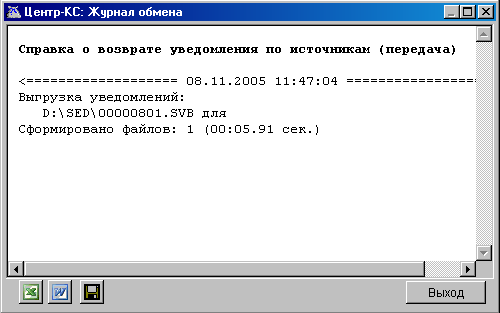 Центр-КС: Журнал обмена
Справка о возврате уведомления по источникам (передача)
<=================== 08.11.2005 11:47:04 =================
Выгрузка уведомлений:
D:\SED\00000801.SVB для
Сформировано файлов: 1 (00:05.91 сек.)
Выход